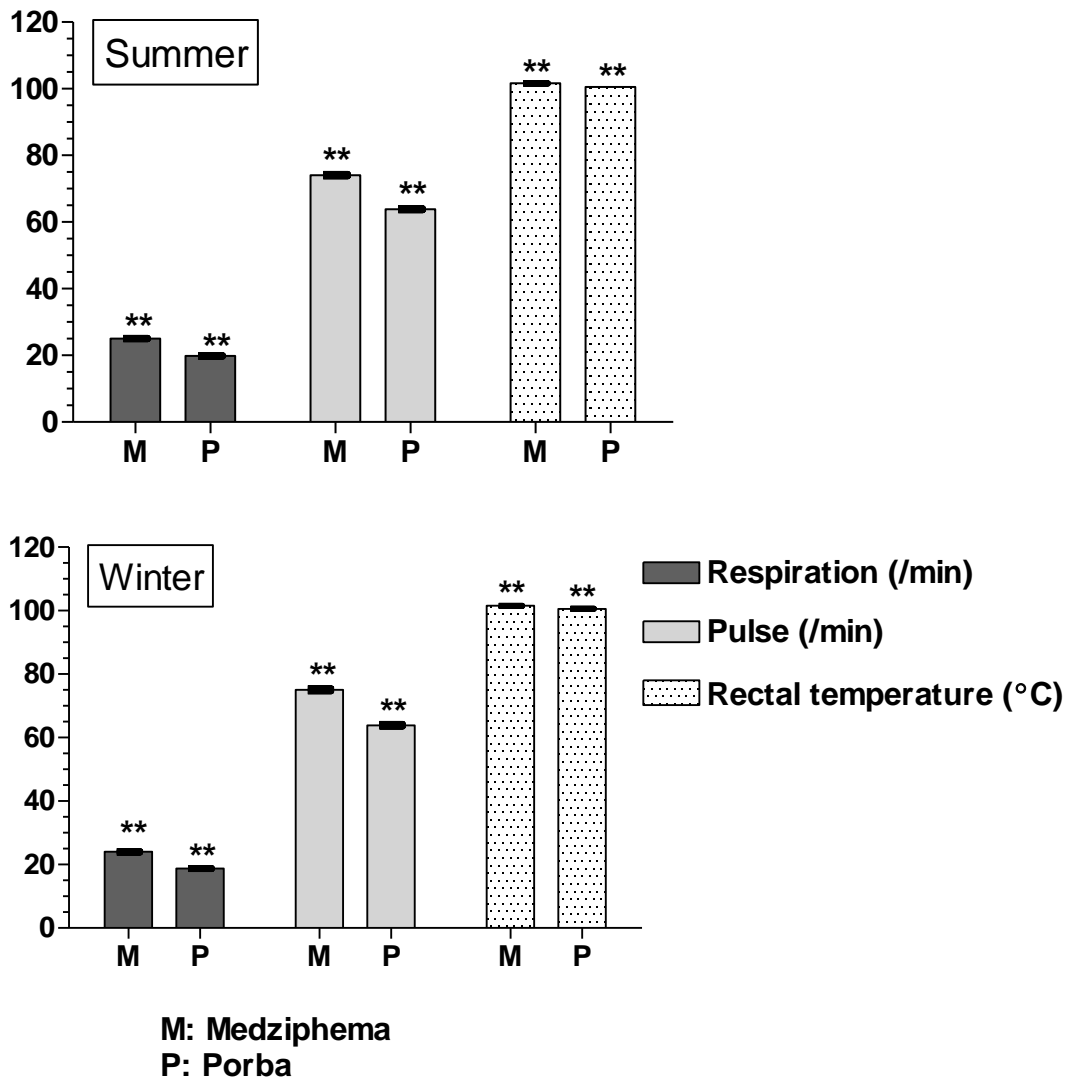 Summer
120
100
80
60
40
20
0
** ** ** ** ** **
M P M P M P
Winter
120
100
80
60
40
20
0
** ** ** ** ** **
M P M P M P
Respiration (/min)
Pulse (/min)
Rectal temperature (°C)
M: Medziphema
P: Porba